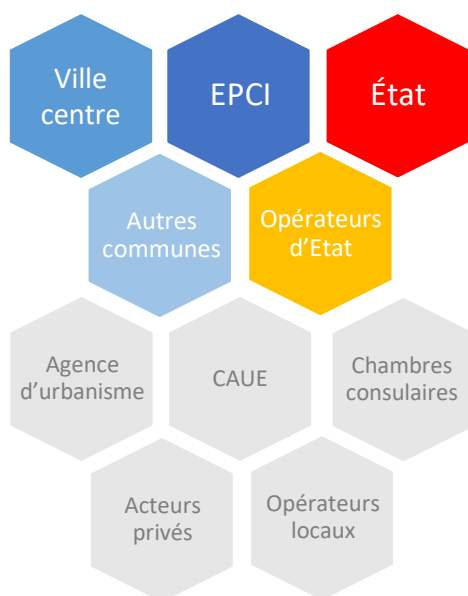 Ville
centre
EPCI
État
Autres
communes
Opérateurs
d’Etat
Agence
d’urbanisme
CAUE
Chambres
consulaires
Acteurs
privés
Opérateurs
locaux